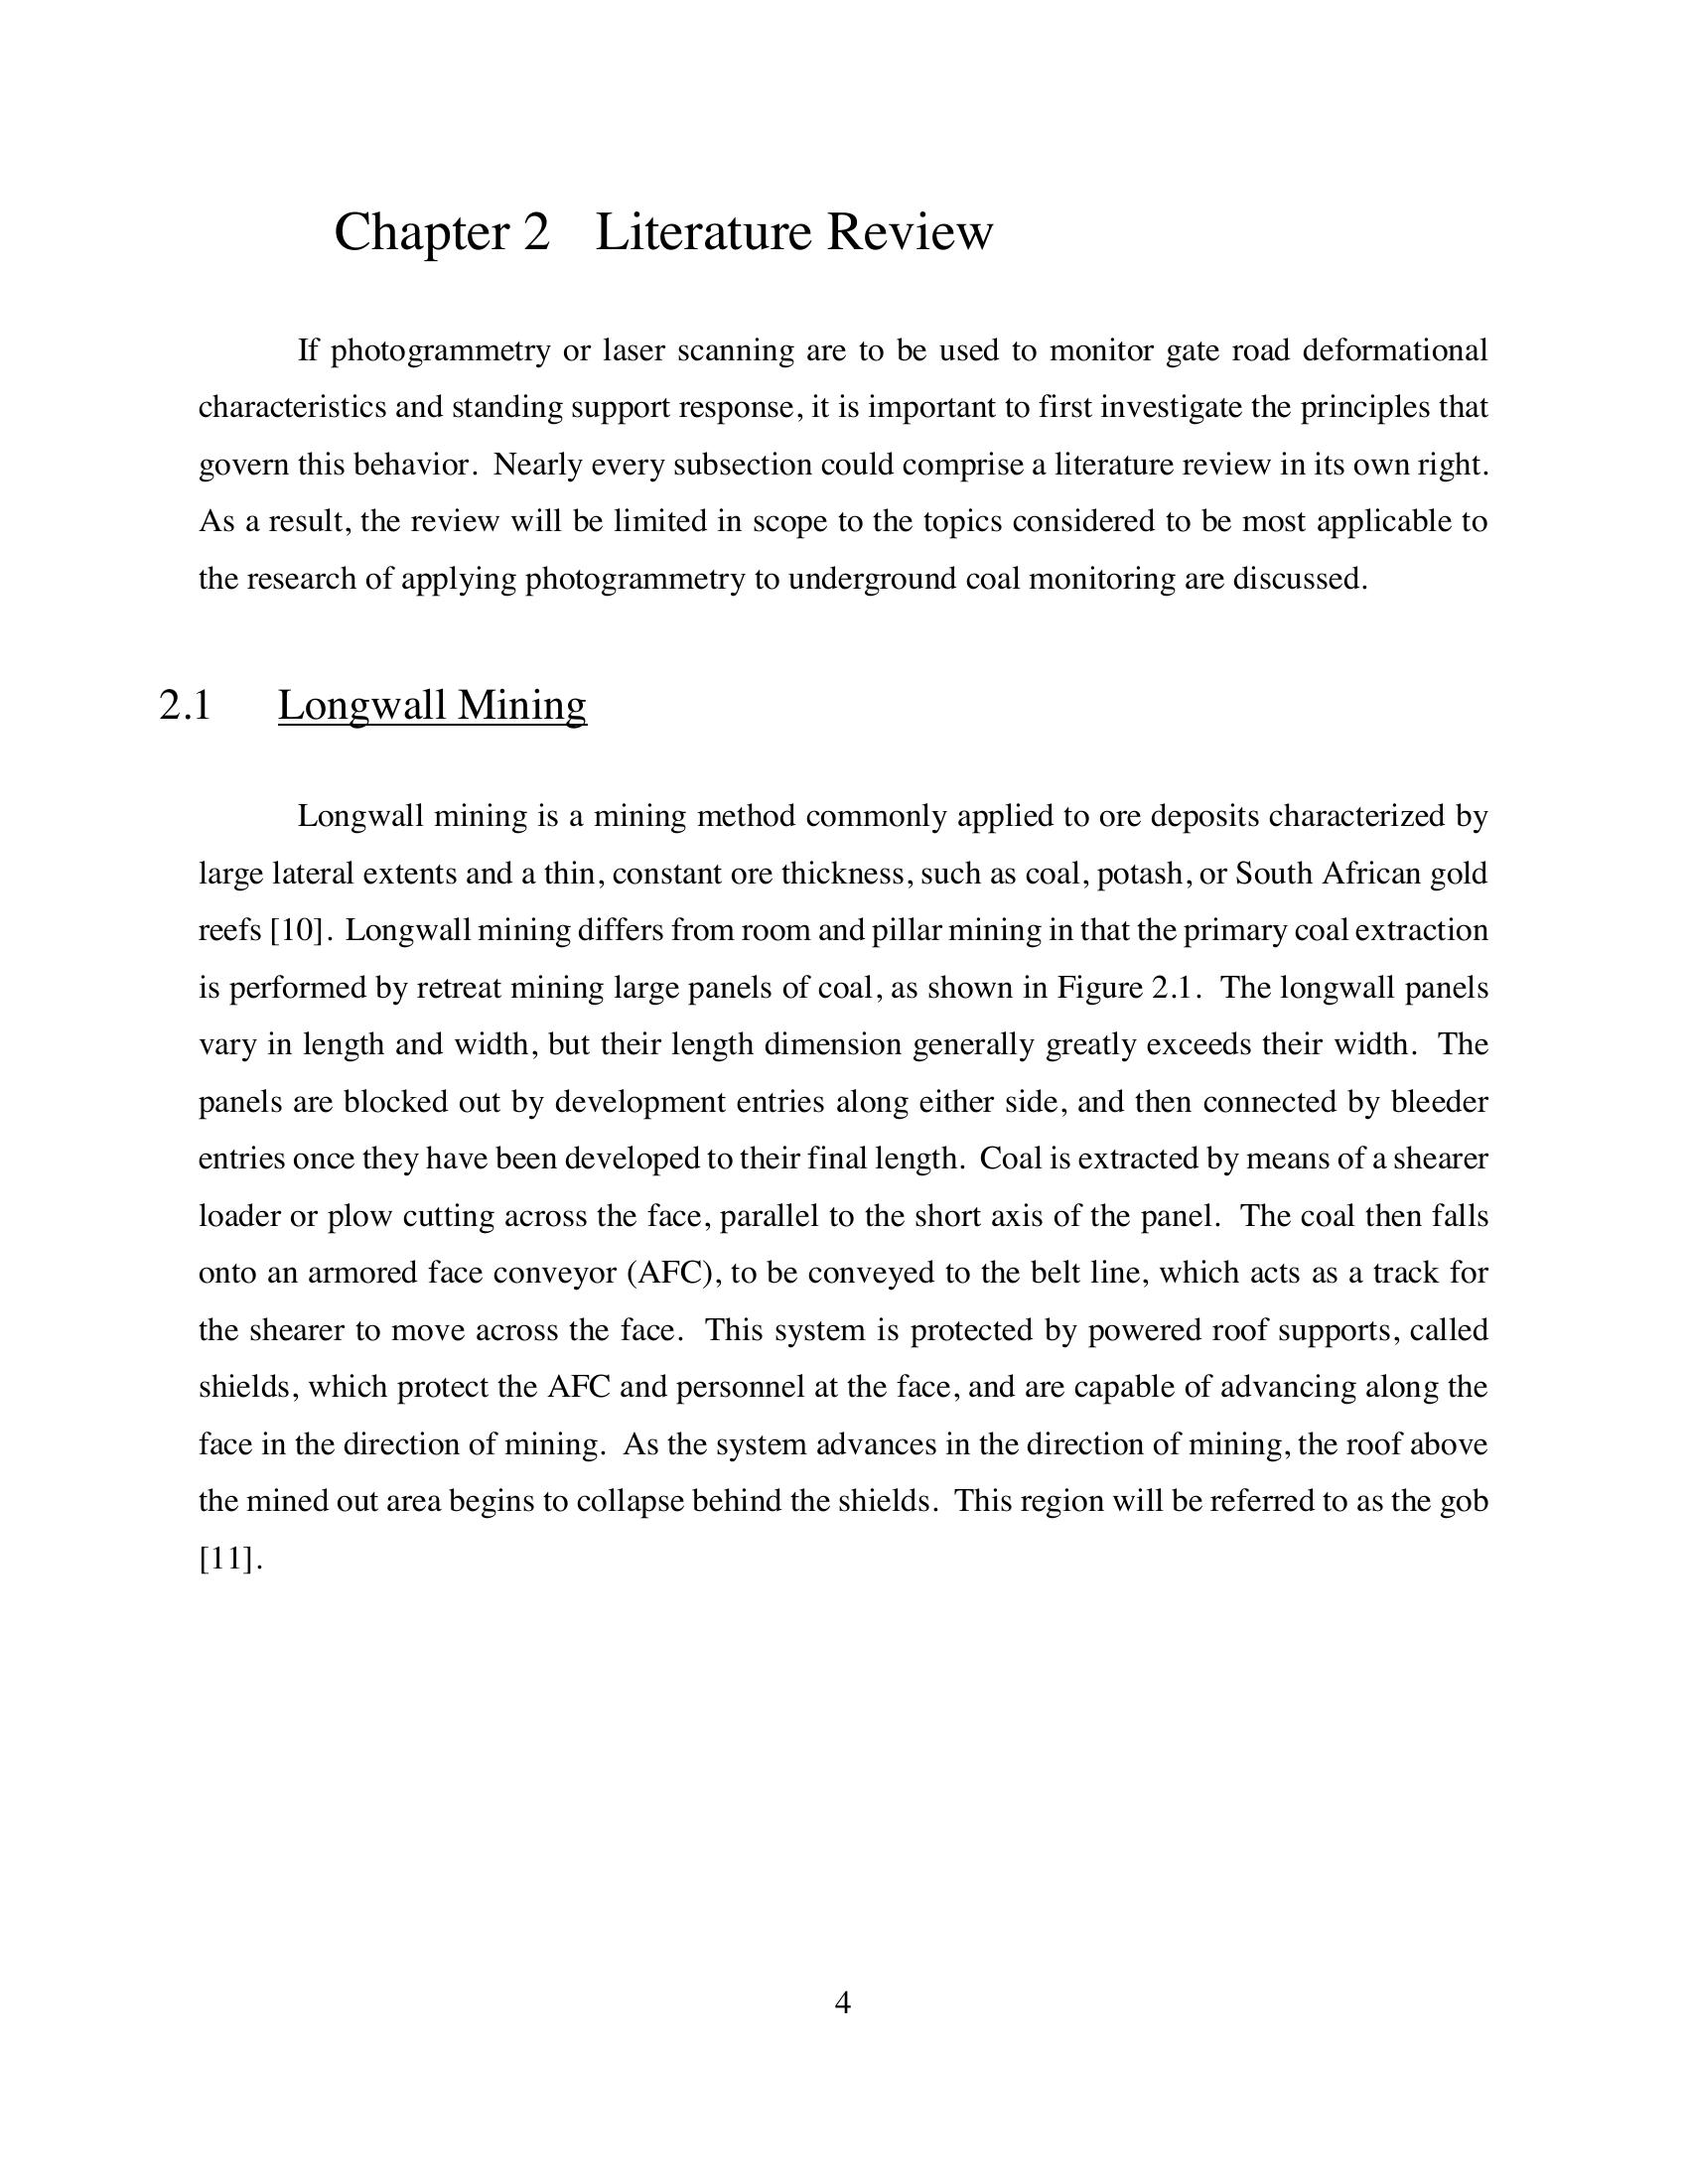 Chapter 2 Literature Review
If photogrammetry or laser scanning are to be used to monitor gate road deformational
characteristics and standing support response, it is important to first investigate the principles that
govern this behavior. Nearly every subsection could comprise a literature review in its own right.
As a result, the review will be limited in scope to the topics considered to be most applicable to
the research of applying photogrammetry to underground coal monitoring are discussed.
2.1 Longwall Mining
Longwall mining is a mining method commonly applied to ore deposits characterized by
large lateral extents and a thin, constant ore thickness, such as coal, potash, or South African gold
reefs [10]. Longwall mining differs from room and pillar mining in that the primary coal extraction
is performed by retreat mining large panels of coal, as shown in Figure 2.1. The longwall panels
vary in length and width, but their length dimension generally greatly exceeds their width. The
panels are blocked out by development entries along either side, and then connected by bleeder
entries once they have been developed to their final length. Coal is extracted by means of a shearer
loader or plow cutting across the face, parallel to the short axis of the panel. The coal then falls
onto an armored face conveyor (AFC), to be conveyed to the belt line, which acts as a track for
the shearer to move across the face. This system is protected by powered roof supports, called
shields, which protect the AFC and personnel at the face, and are capable of advancing along the
face in the direction of mining. As the system advances in the direction of mining, the roof above
the mined out area begins to collapse behind the shields. This region will be referred to as the gob
[11].
4